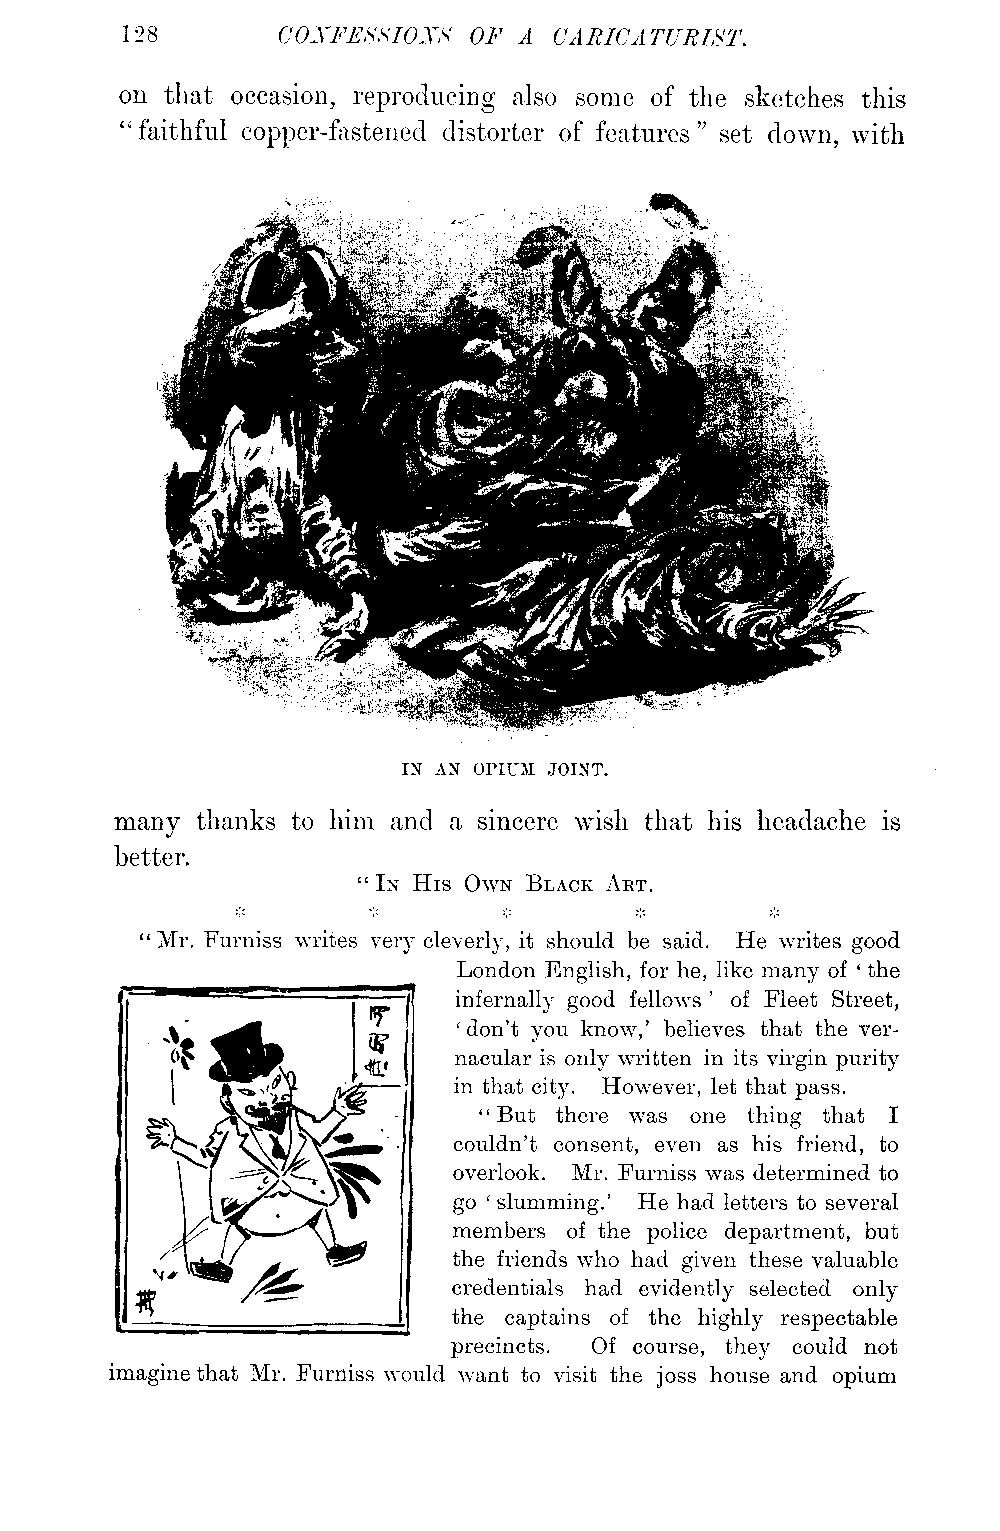 128 CONFESSIONS OF A CARICATURIST.
on that occasion, reproducing also some of the sketches this
“faithful copper-fastened distorter of features” set down, with
IN AN OPIUM JOINT.
many thanks to him and a sincere wish that his headache is
better.
“IN HIS OWN BLACK ART.
* * * * *
“Mr. Furniss writes very cleverly, it should be said. He writes good
London English, for he, like many of ‘the
infernally good fellows’ of Fleet Street,
‘don’t you know,’ believes that the ver-
nacular is only written in its virgin purity
in that city. However, let that pass.
“But there was one thing that I
couldn’t consent, even as his friend, to
overlook. Mr. Furniss was determined to
go ‘slumming.’ He had letters to several
members of the police department, but
the friends who had given these valuable
credentials had evidently selected only
the captains of the highly respectable
precincts. Of course, they could not
imagine that Mr. Furniss would want to visit the joss house and opium